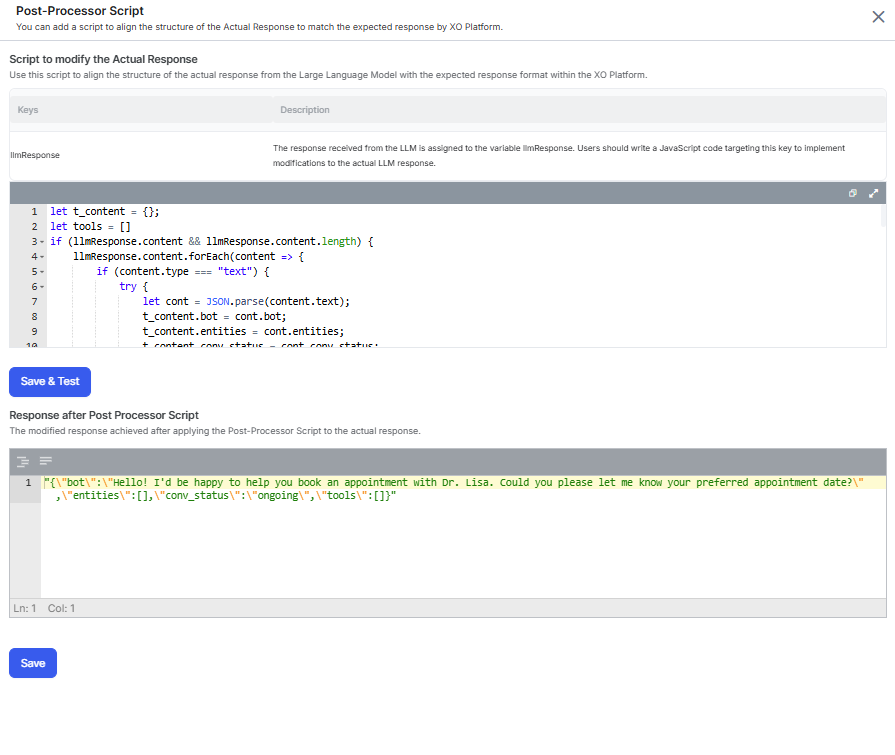 Post-Processor Script
You can add a script to align the structure of the Actual Response to match the expected response by XO Platform.
Script to modify the Actual Response
Use this script to align the structure of the actual response from the Large Language Model with the expected response format within the XO Platform.
Keys Description
llmResponse
The response received from the LLM is assigned to the variable llmResponse. Users should write a JavaScript code targeting this key to implement
modifications to the actual LLM response.
1 let t_content = {};
2 let tools = []
3 if (llmResponse.content && llmResponse.content.length) {
4 llmResponse.content.forEach(content => {
5 if (content.type === "text") {
6 try {
7 let cont = JSON.parse(content.text);
8 t_content.bot = cont.bot;
9 t_content.entities = cont.entities;
10 t_content.conv_status = cont.conv_status;
Save & Test
Response after Post Processor Script
The modified response achieved after applying the Post-Processor Script to the actual response.
1 "{\"bot\":\"Hello! I'd be happy to help you book an appointment with Dr. Lisa. Could you please let me know your preferred appointment date?\"
,\"entities\":[],\"conv_status\":\"ongoing\",\"tools\":[]}"
Ln: 1 Col: 1
Save